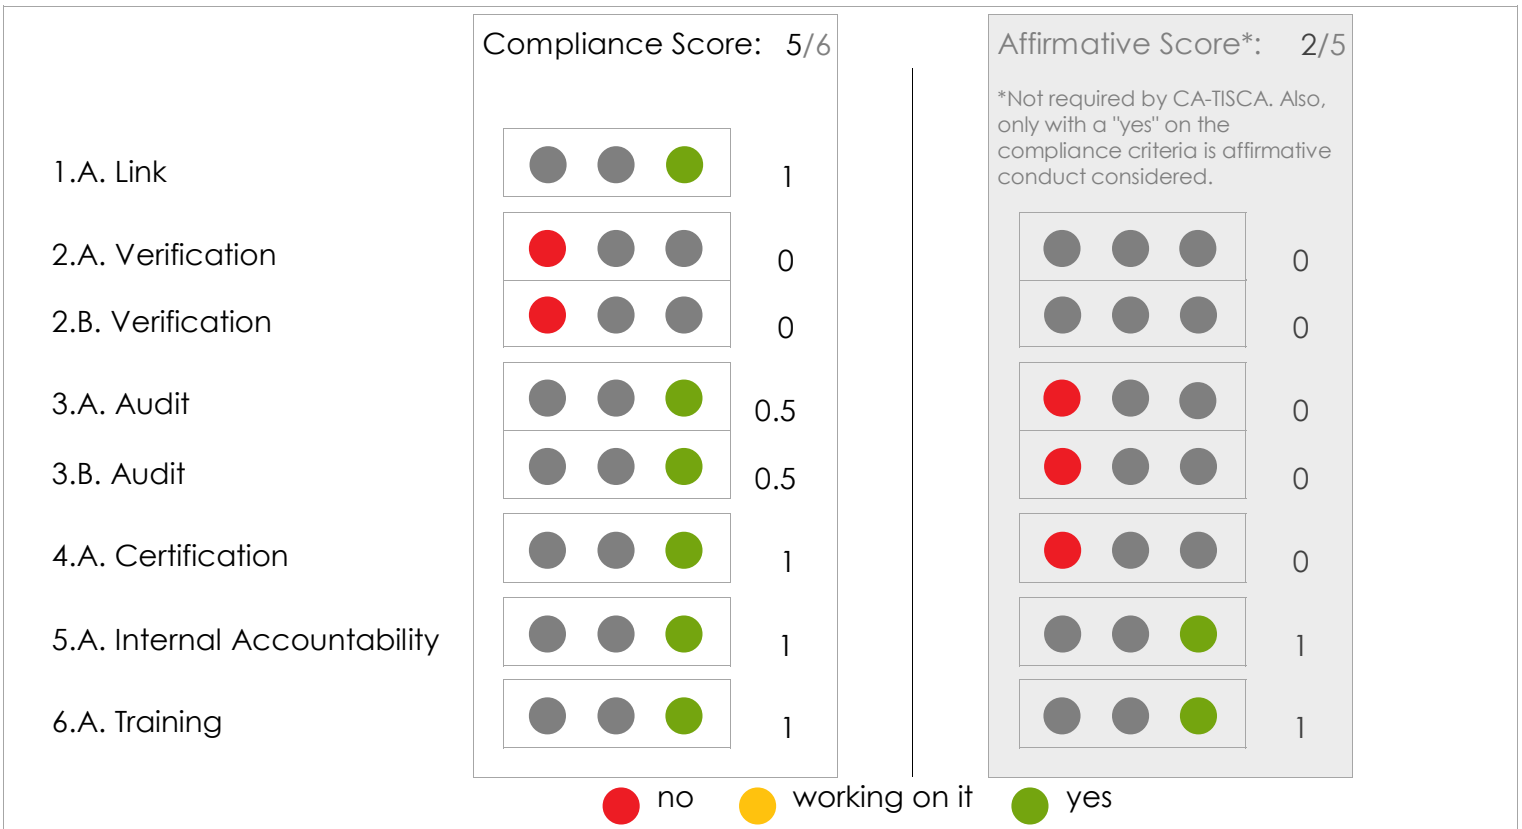 Compliance Score: 5/6
Affirmative Score*: 2/5
*Not required by CA-TISCA. Also,
only with a "yes" on the
compliance criteria is affirmative
conduct considered.
1.A. Link 1
2.A. Verification 0 0
2.B. Verification 0 0
3.A. Audit 0.5 0
3.B. Audit 0.5 0
4.A. Certification 1 0
5.A. Internal Accountability 1 1
6.A. Training 1 1
no working on it yes